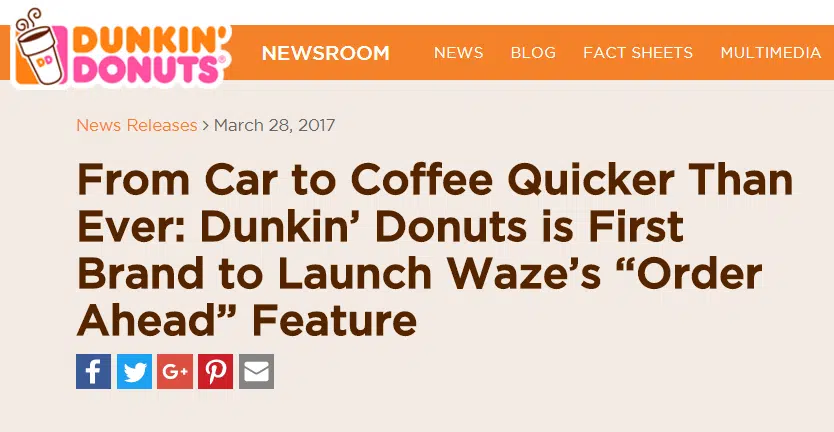 DUNKIN'
DONUTS®
DD
NEWSROOM NEWS BLOG FACT SHEETS MULTIMEDIA
News Releases > March 28, 2017
From Car to Coffee Quicker Than
Ever: Dunkin’ Donuts is First
Brand to Launch Waze’s “Order
Ahead” Feature
f G+